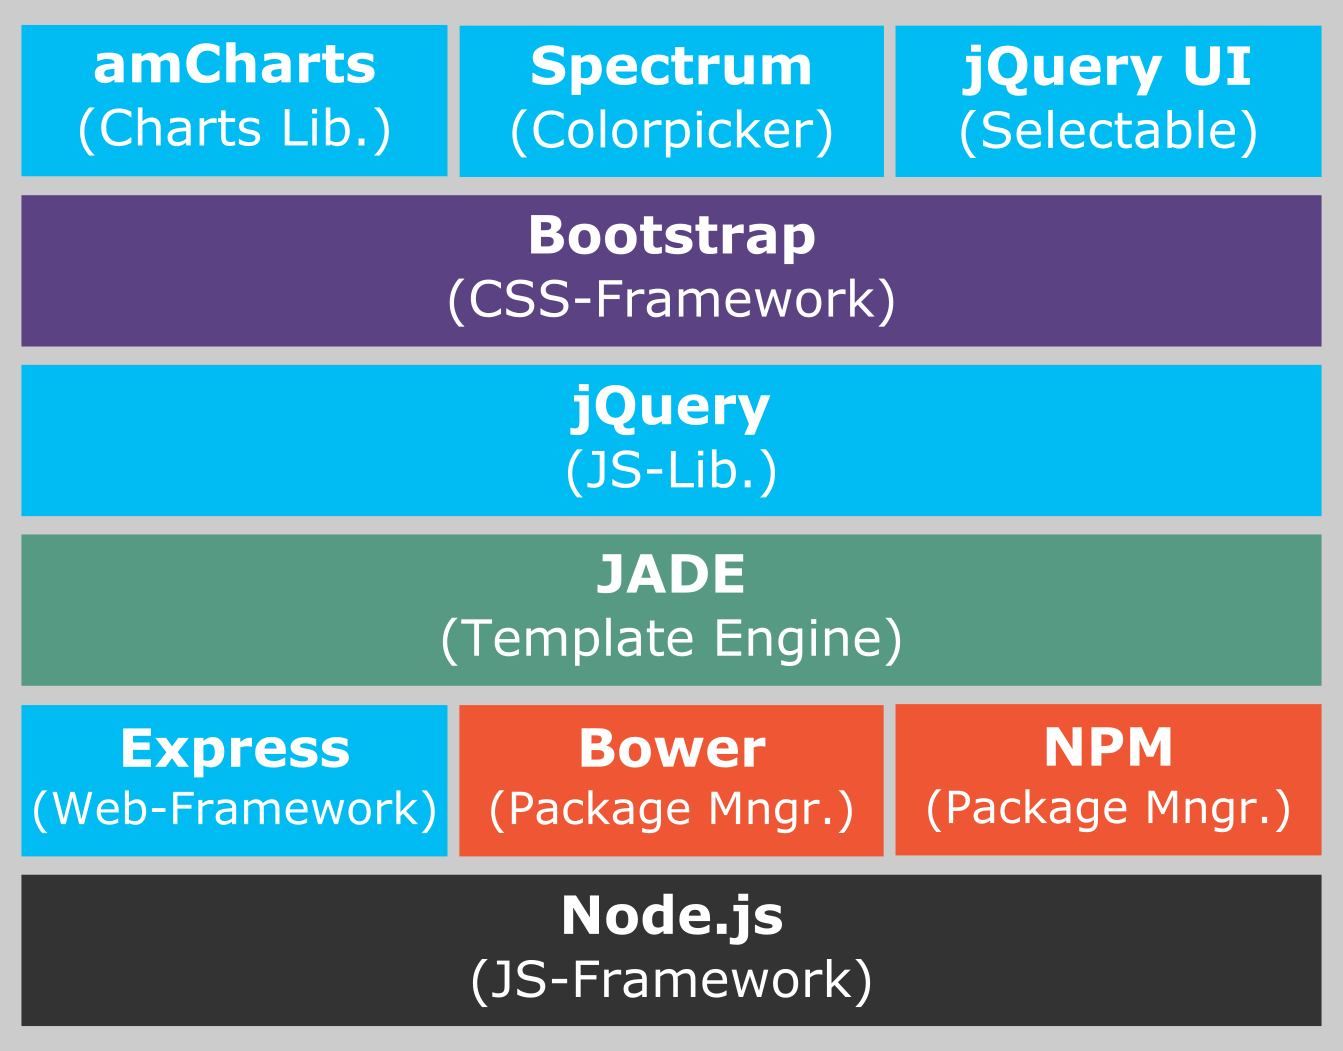 amCharts
(Charts Lib.)
Spectrum
(Colorpicker)
jQuery UI
(Selectable)
Bootstrap
(CSS-Framework)
jQuery
(JS-Lib.)
JADE
(Template Engine)
Express
(Web-Framework)
Bower
(Package Mngr.)
NPM
(Package Mngr.)
Node.js
(JS-Framework)